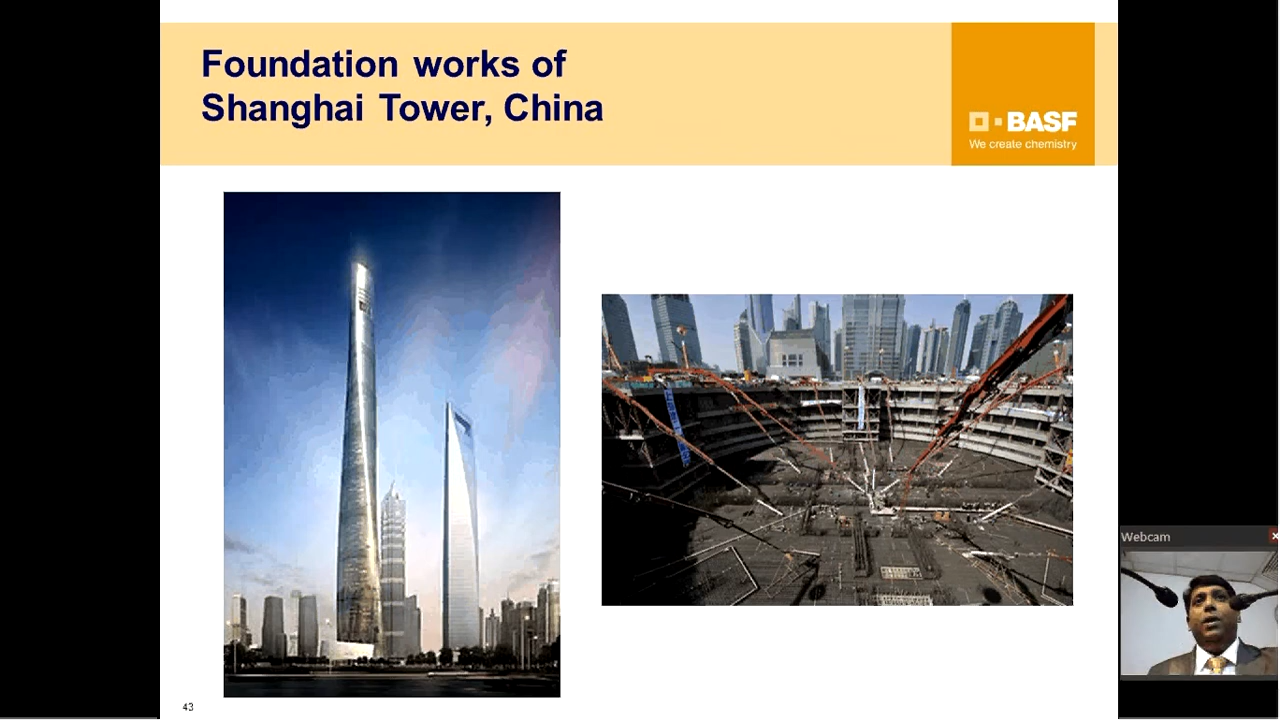 Foundation works of
Shanghai Tower, China
BASF
We create chemistry
Webcam
43